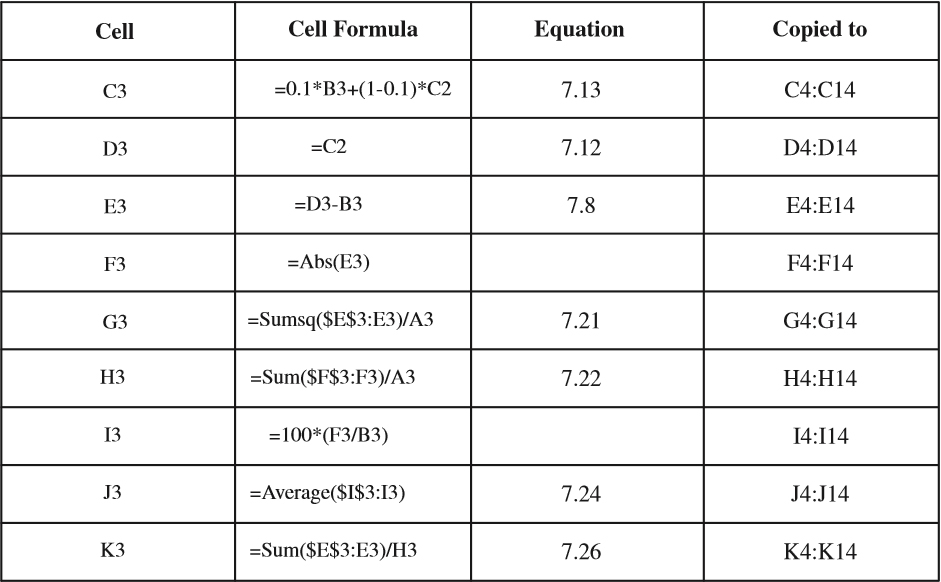 Cell Cell Formula Equation Copied to
C3 =0.1*B3+(1-0.1)*C2 7.13 C4:C14
D3 =C2 7.12 D4:D14
E3 =D3-B3 7.8 E4:E14
F3 =Abs(E3) F4:F14
G3 =Sumsq($E$3:E3)/A3 7.21 G4:G14
H3 =Sum($F$3:F3)/A3 7.22 H4:H14
I3 =100*(F3/B3) I4:I14
J3 =Average($I$3:I3) 7.24 J4:J14
K3 =Sum($E$3:E3)/H3 7.26 K4:K14